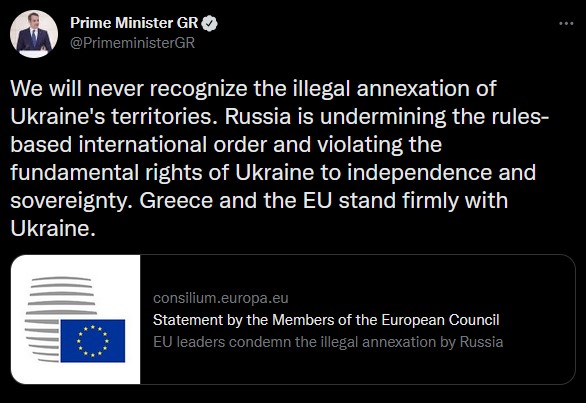 Prime Minister GR
@PrimeministerGR
We will never recognize the illegal annexation of
Ukraine's territories. Russia is undermining the rules-
based international order and violating the
fundamental rights of Ukraine to independence and
sovereignty. Greece and the EU stand firmly with
Ukraine.
consilium.europa.eu
Statement by the Members of the European Council
EU leaders condemn the illegal annexation by Russia